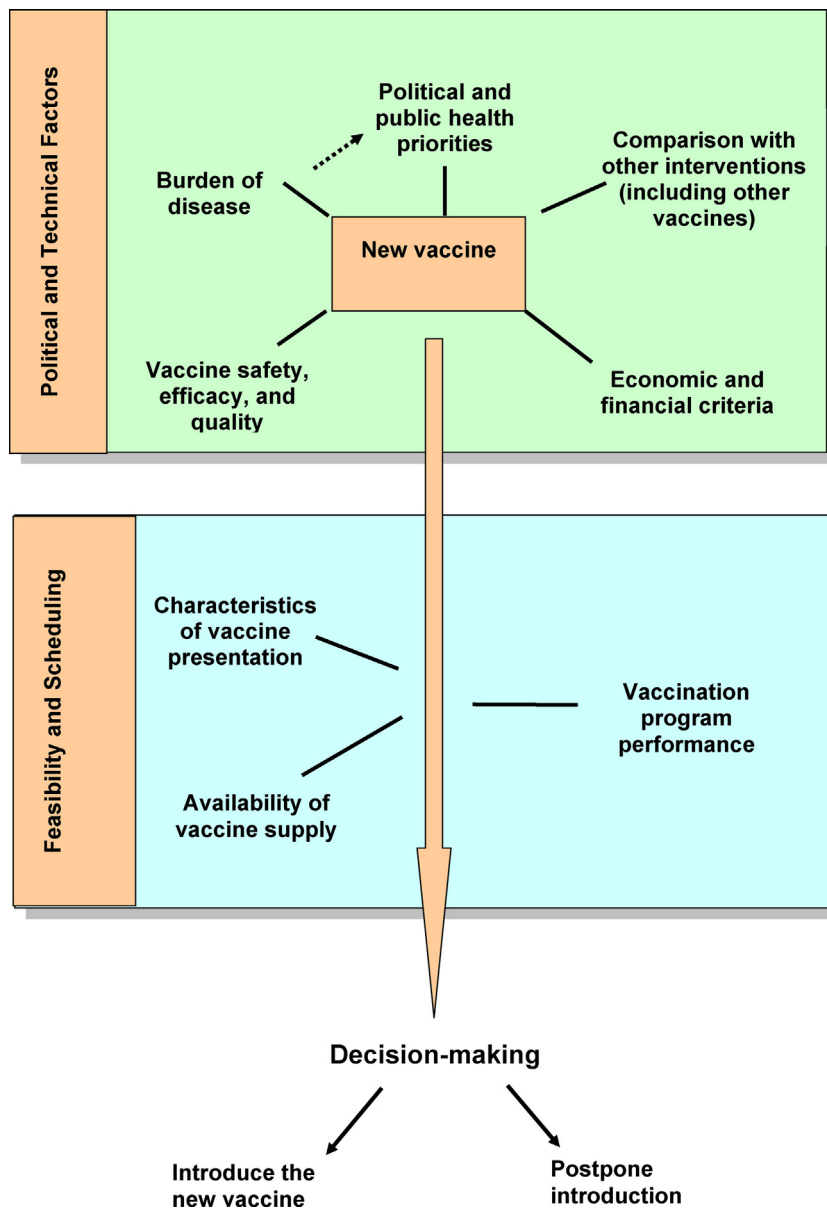 Political and Technical Factors
Political and
public health
priorities
Comparison with
other interventions
(including other
vaccines)
Burden of
disease
New vaccine
Vaccine safety,
efficacy, and
quality
Economic and
financial criteria
Feasibility and Scheduling
Characteristics
of vaccine
presentation
Vaccination
program
performance
Availability of
vaccine supply
Decision-making
Introduce the
new vaccine
Postpone
introduction